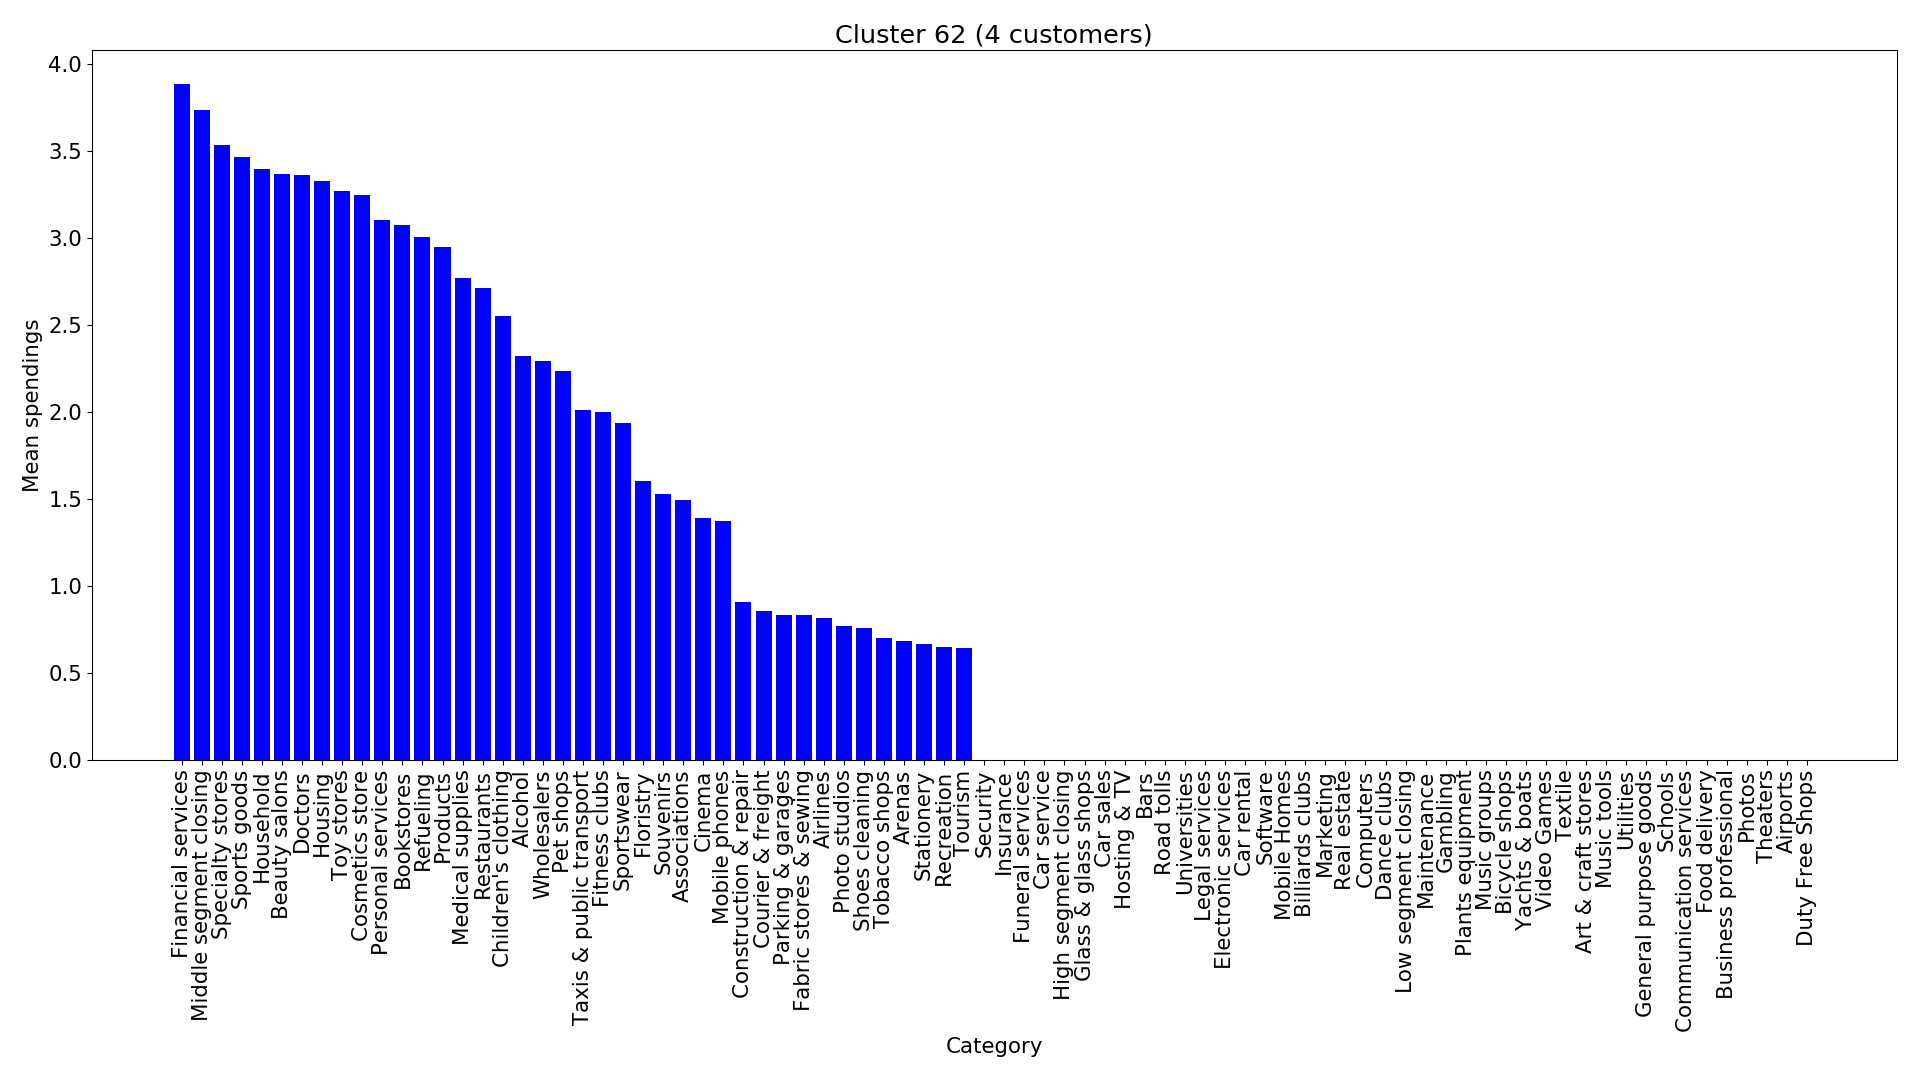 Cluster 62 (4 customers)
4.0
3.5
3.0
2.5
2.0
1.5
1.0
0.5
0.0
Mean spendings
Financial services
Middle segment closing
Specialty stores
Sports goods
Household
Beauty salons
Doctors
Housing
Toy stores
Cosmetics store
Personal services
Bookstores
Refueling
Products
Medical supplies
Restaurants
Children's clothing
Alcohol
Wholesalers
Pet shops
Taxis & public transport
Fitness clubs
Sportswear
Floristry
Souvenirs
Associations
Cinema
Mobile phones
Construction & repair
Courier & freight
Parking & garages
Fabric stores & sewing
Airlines
Photo studios
Shoes cleaning
Tobacco shops
Arenas
Stationery
Recreation
Tourism
Security
Insurance
Funeral services
Car service
High segment closing
Glass & glass shops
Car sales
Hosting & TV
Bars
Road tolls
Universities
Legal services
Electronic services
Car rental
Software
Mobile Homes
Billiards clubs
Marketing
Real estate
Computers
Dance clubs
Low segment closing
Maintenance
Gambling
Plants equipment
Music groups
Bicycle shops
Yachts & boats
Video Games
Textile
Art & craft stores
Music tools
Utilities
General purpose goods
Schools
Communication services
Food delivery
Business professional
Photos
Theaters
Airports
Duty Free Shops
Category